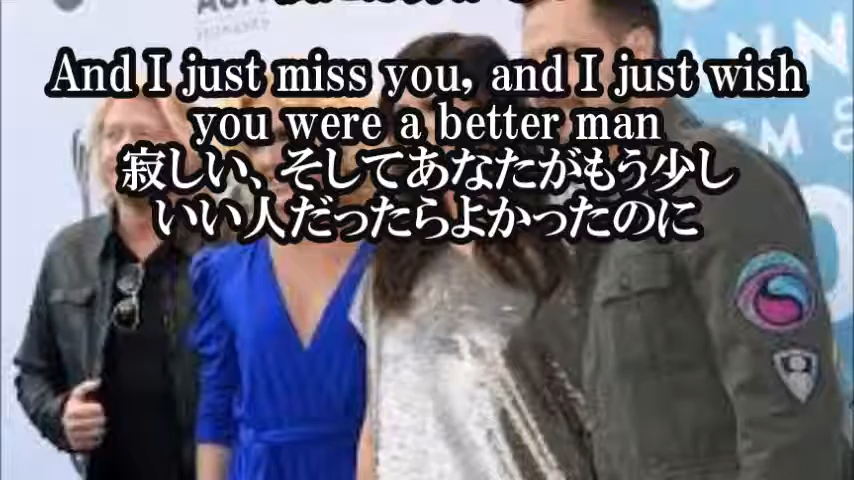 And I just miss you, and I just wish
you were a better man
寂しい、そしてあなたがもう少し
いい人だったらよかったのに